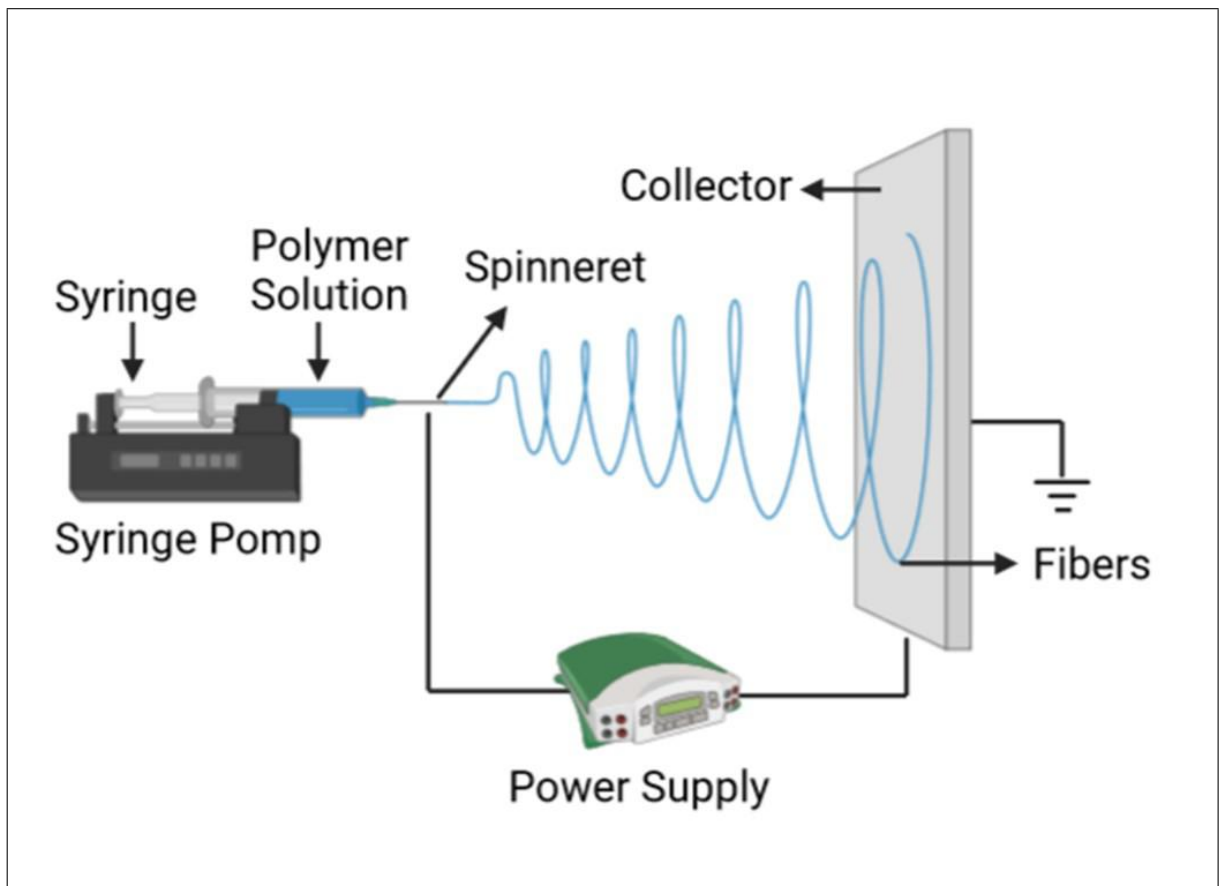 Collector
Polymer
Solution
Spinneret
Syringe
Syringe Pomp
Fibers
Power Supply